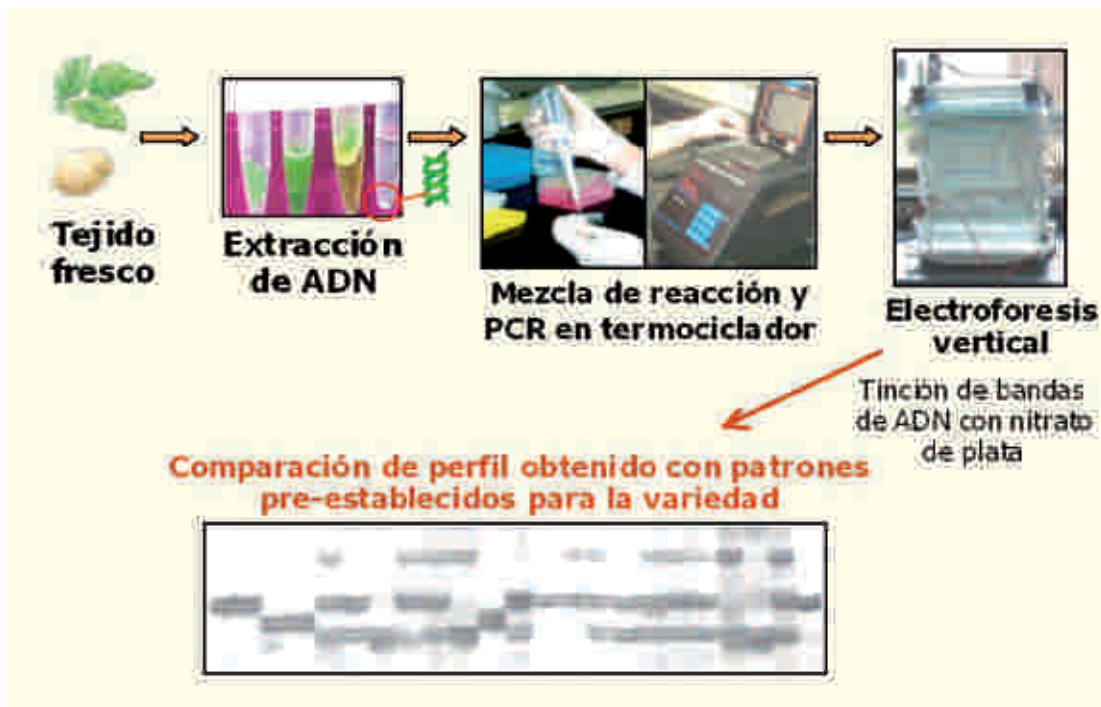 Tejido
fresco
Extracción
de ADN
Mezcla de reacción y
PCR en termociclador
Electroforesis
vertical
Tinción de bandas
de ADN con nitrato
de plata
Comparación de perfil obtenido con patrones
pre-establecidos para la variedad